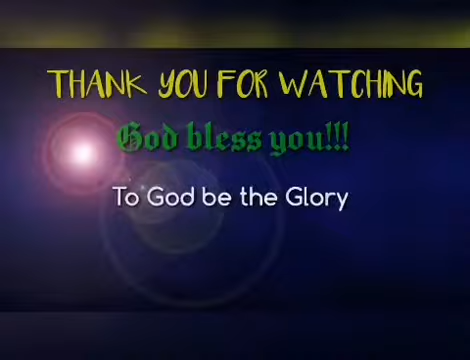 THANK YOU FOR WATCHING
God bless you!!!
To God be the Glory